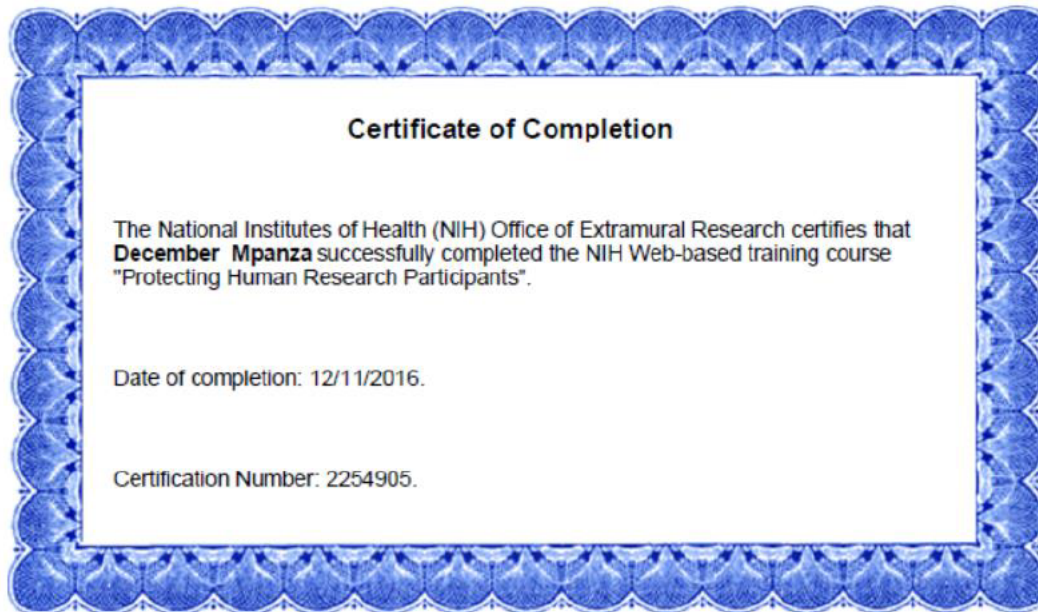 Certificate of Completion
The National Institutes of Health (NIH) Office of Extramural Research certifies that
December Mpanza successfully completed the NIH Web-based training course
"Protecting Human Research Participants".
Date of completion: 12/11/2016.
Certification Number: 2254905.